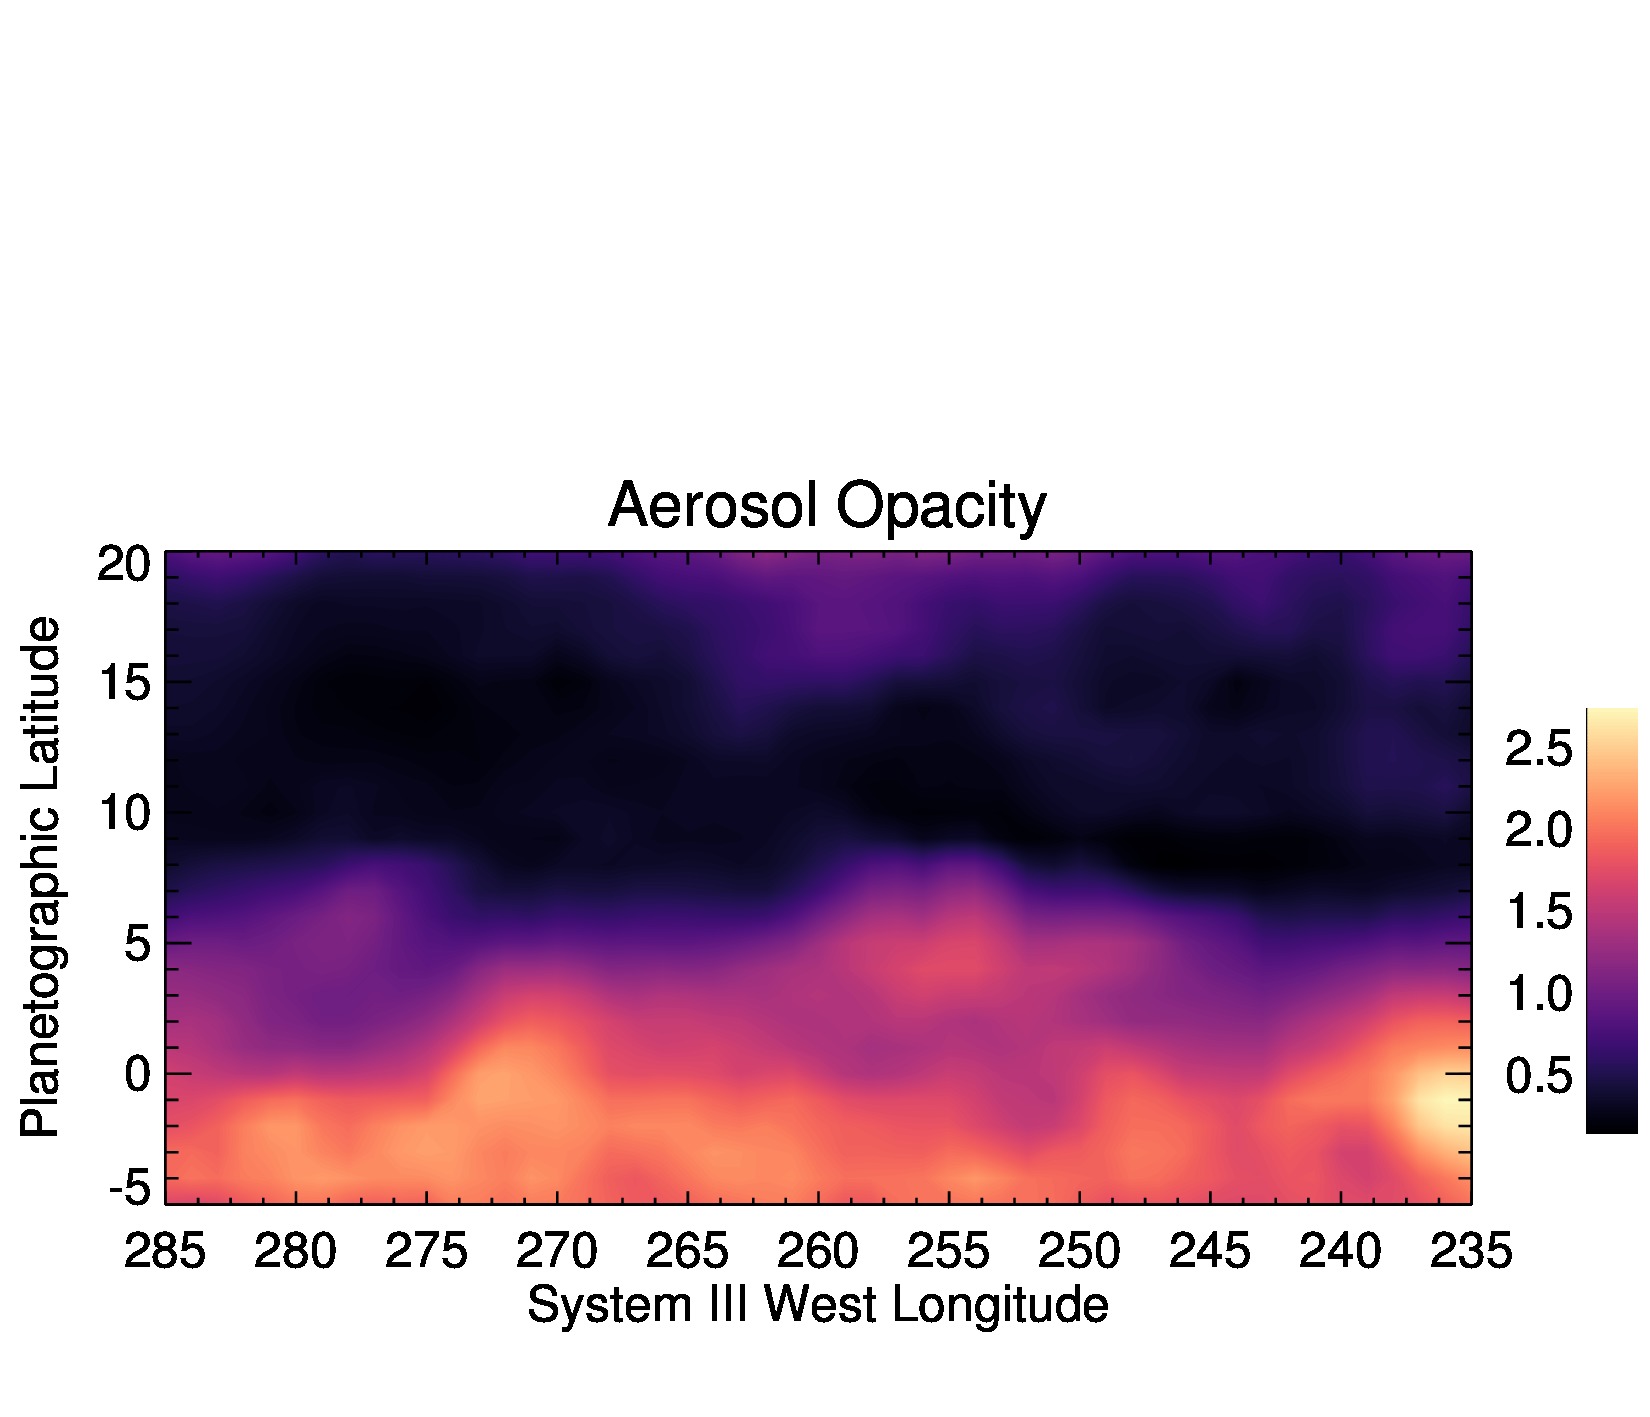 Aerosol Opacity
20
15
10
5
0
-5
Planetographic Latitude
285 280 275 270 265 260 255 250 245 240 235
System III West Longitude
2.5
2.0
1.5
1.0
0.5